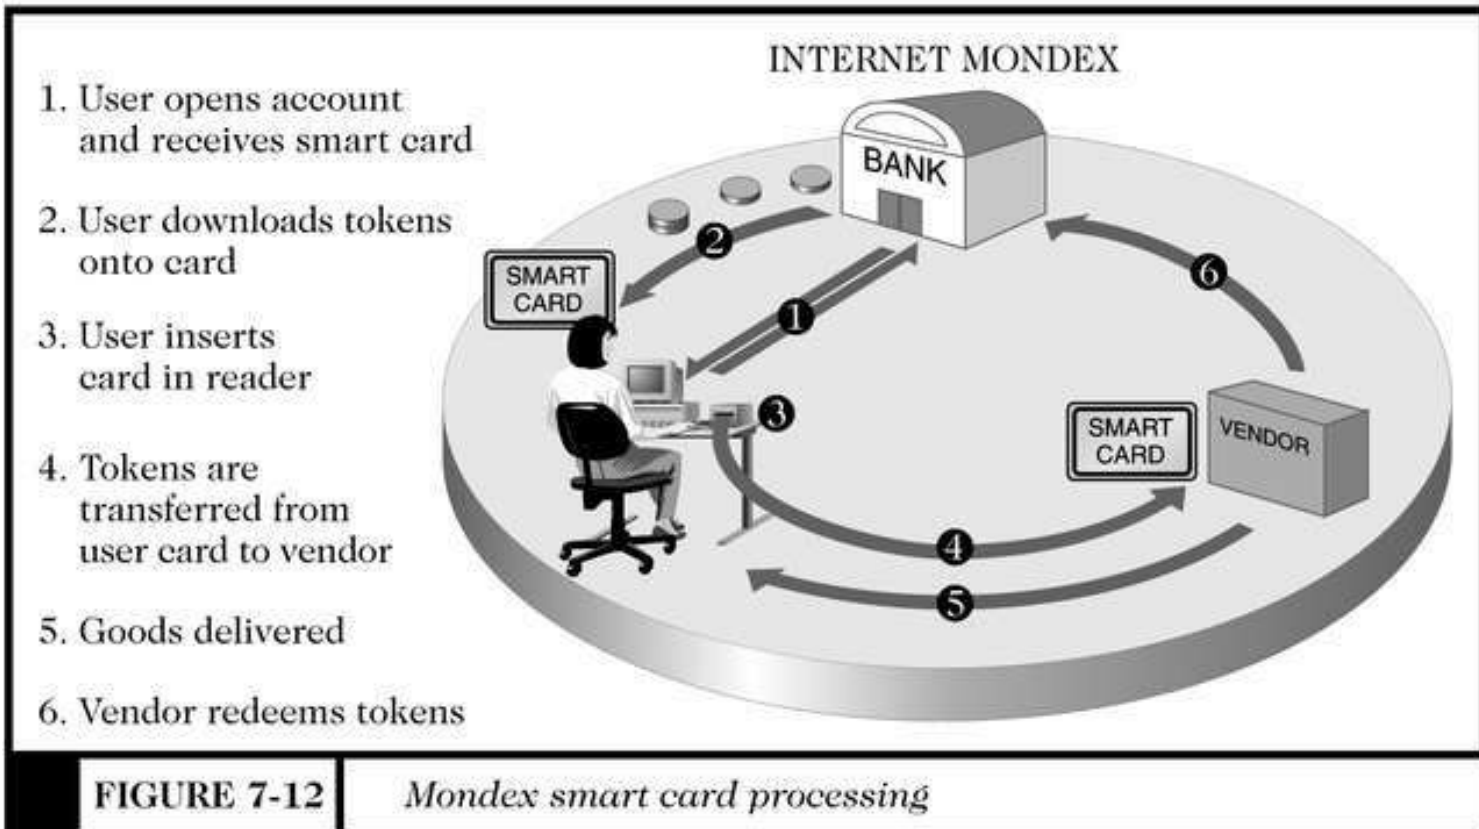 INTERNET MONDEX
1. User opens account
and receives smart card
2. User downloads tokens
onto card
3. User inserts
card in reader
4. Tokens are
transferred from
user card to vendor
5. Goods delivered
6. Vendor redeems tokens
BANK
2
SMART
CARD
6
1
3
SMART
CARD
VENDOR
4
5
FIGURE 7-12
Mondex smart card processing